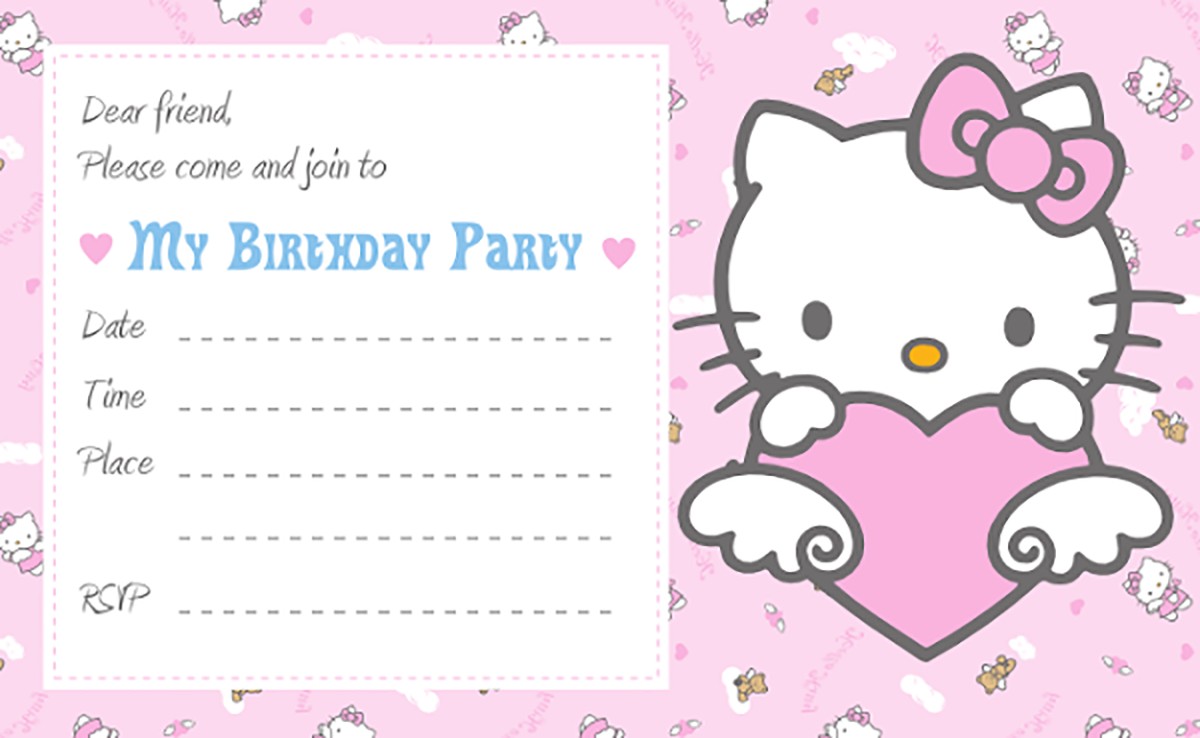 Dear friend,
Please come and join to
My Birthday Party
Date
Time
Place
RSVP